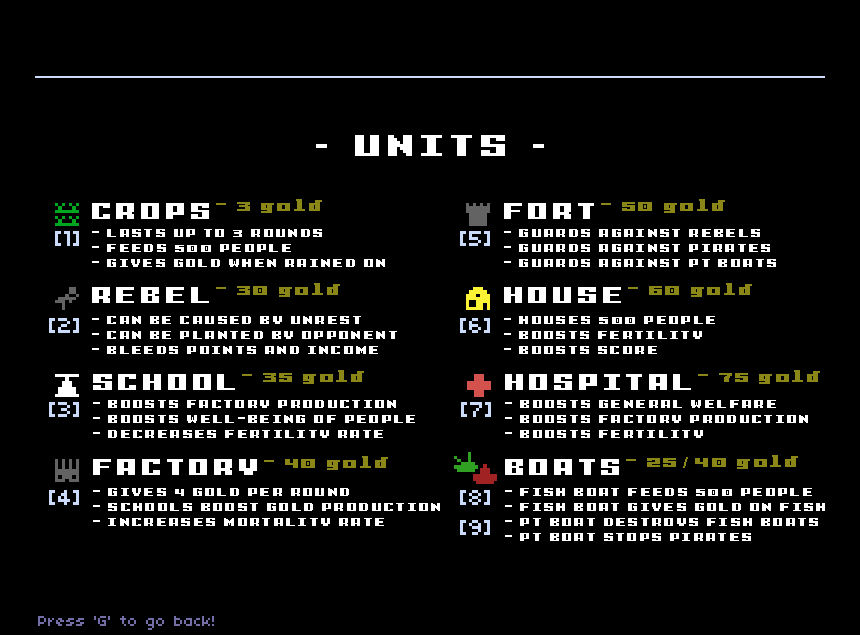 - UNITS -
CROPS - 3 gold
[1]
- LASTS UP TO 3 ROUNDS
- FEEDS 500 PEOPLE
- GIVES GOLD WHEN RAINED ON
REBEL - 30 gold
[2]
- CAN BE CAUSED BY UNREST
- CAN BE PLANTED BY OPPONENT
- BLEEDS POINTS AND INCOME
SCHOOL - 35 gold
[3]
- BOOSTS FACTORY PRODUCTION
- BOOSTS WELL-BEING OF PEOPLE
- DECREASES FERTILITY RATE
FACTORY - 40 gold
[4]
- GIVES 4 GOLD PER ROUND
- SCHOOLS BOOST GOLD PRODUCTION
- INCREASES MORTALITY RATE
FORT - 50 gold
[5]
- GUARDS AGAINST REBELS
- GUARDS AGAINST PIRATES
- GUARDS AGAINST PT BOATS
HOUSE - 60 gold
[6]
- HOUSES 500 PEOPLE
- BOOSTS FERTILITY
- BOOSTS SCORE
HOSPITAL - 75 gold
[7]
- BOOSTS GENERAL WELFARE
- BOOSTS FACTORY PRODUCTION
- BOOSTS FERTILITY
BOATS - 25/40 gold
[8]
- FISH BOAT FEEDS 500 PEOPLE
- FISH BOAT GIVES GOLD ON FISH
[9]
- PT BOAT DESTROYS FISH BOATS
- PT BOAT STOPS PIRATES
Press 'G' to go back!